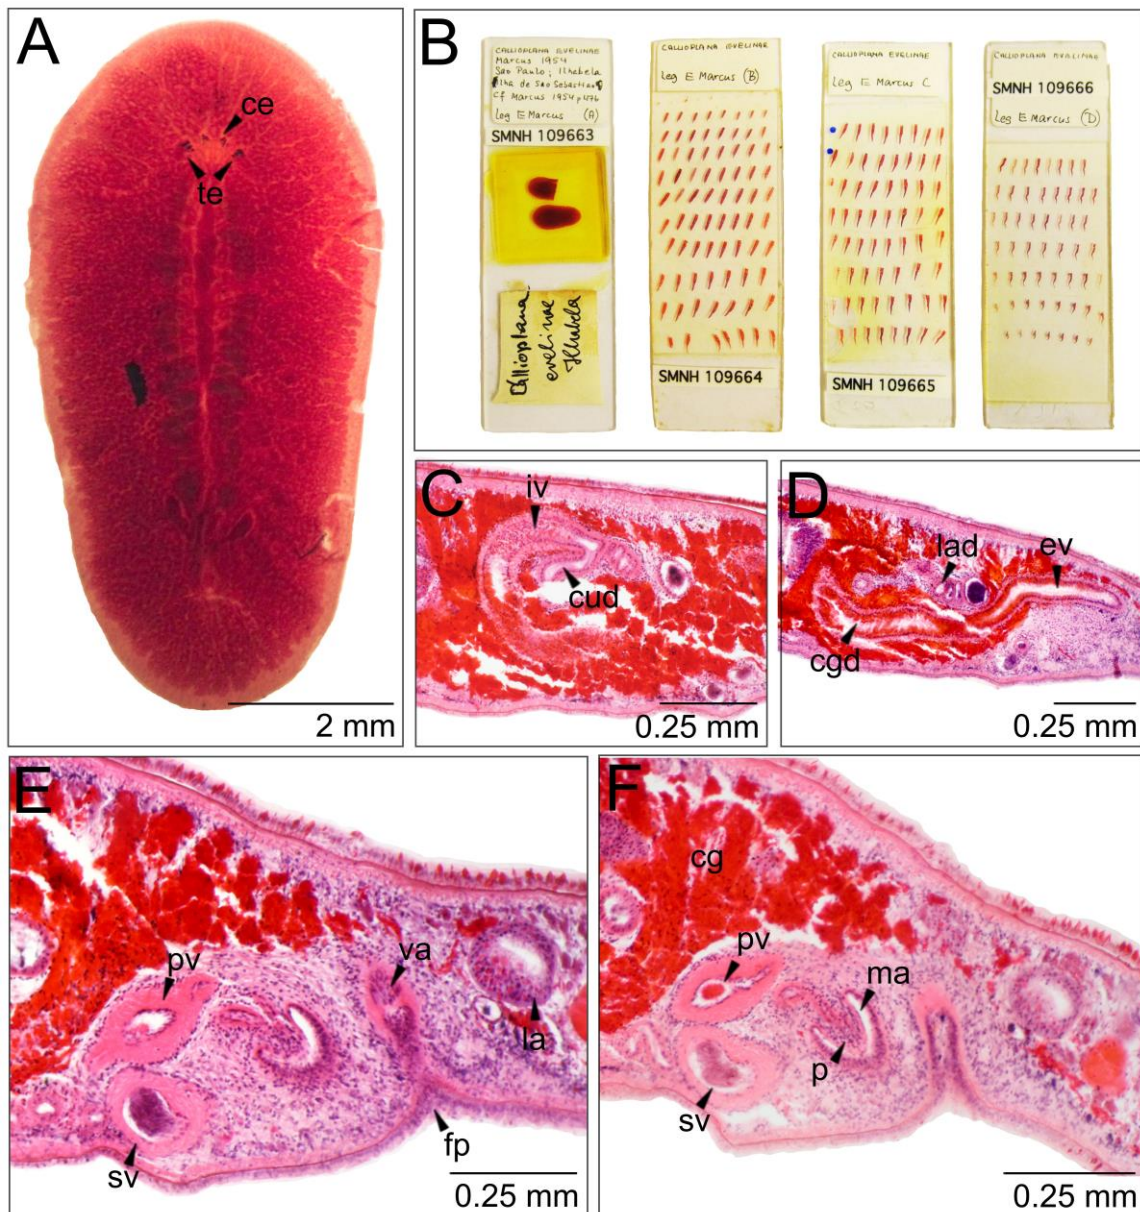 A
ce
te
2 mm
B
CALLIOPLANA EVELINAE
Marcus 1954
Sao Paulo; Ilhabela
Ilha de Sao Sebastiao
Cf Marcus 1954 p 476
Leg E Marcus (A)
SMNH 109663
Callioplana
evelinae
Ilhabela
CALLIOPLANA EVELINAE
Leg E Marcus (B)
SMNH 109664
CALLIOPLANA EVELINAE
Leg E Marcus C
SMNH 109665
CALLIOPLANA EVELINAE
SMNH 109666
Leg E Marcus (D)
C
iv
cud
0.25 mm
D
lad
ev
cgd
0.25 mm
E
pv
va
la
sv
fp
0.25 mm
F
cg
pv
ma
p
sv
0.25 mm